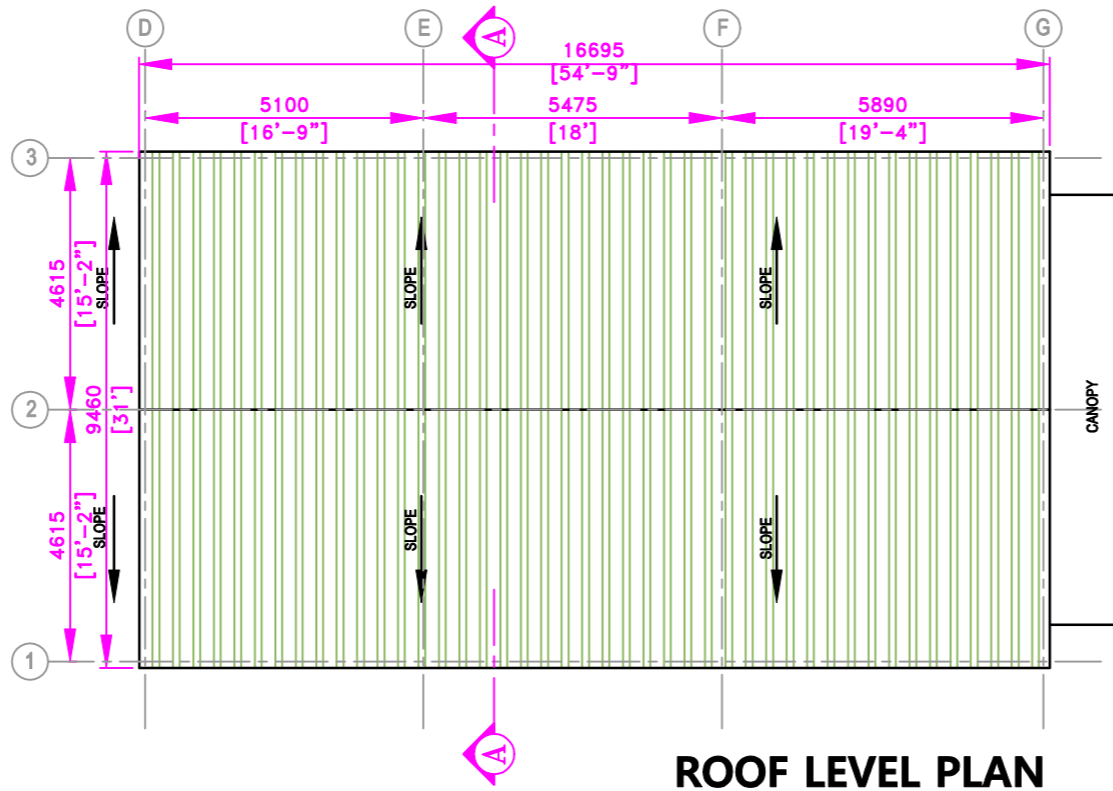 D
E
A
F
G
16695
[54'-9"]
5100
[16'-9"]
5475
[18']
5890
[19'-4"]
3
4615
[15'-2"]
SLOPE
SLOPE
SLOPE
2
9460
[31']
CANOPY
4615
[15'-2"]
SLOPE
SLOPE
SLOPE
1
A
ROOF LEVEL PLAN